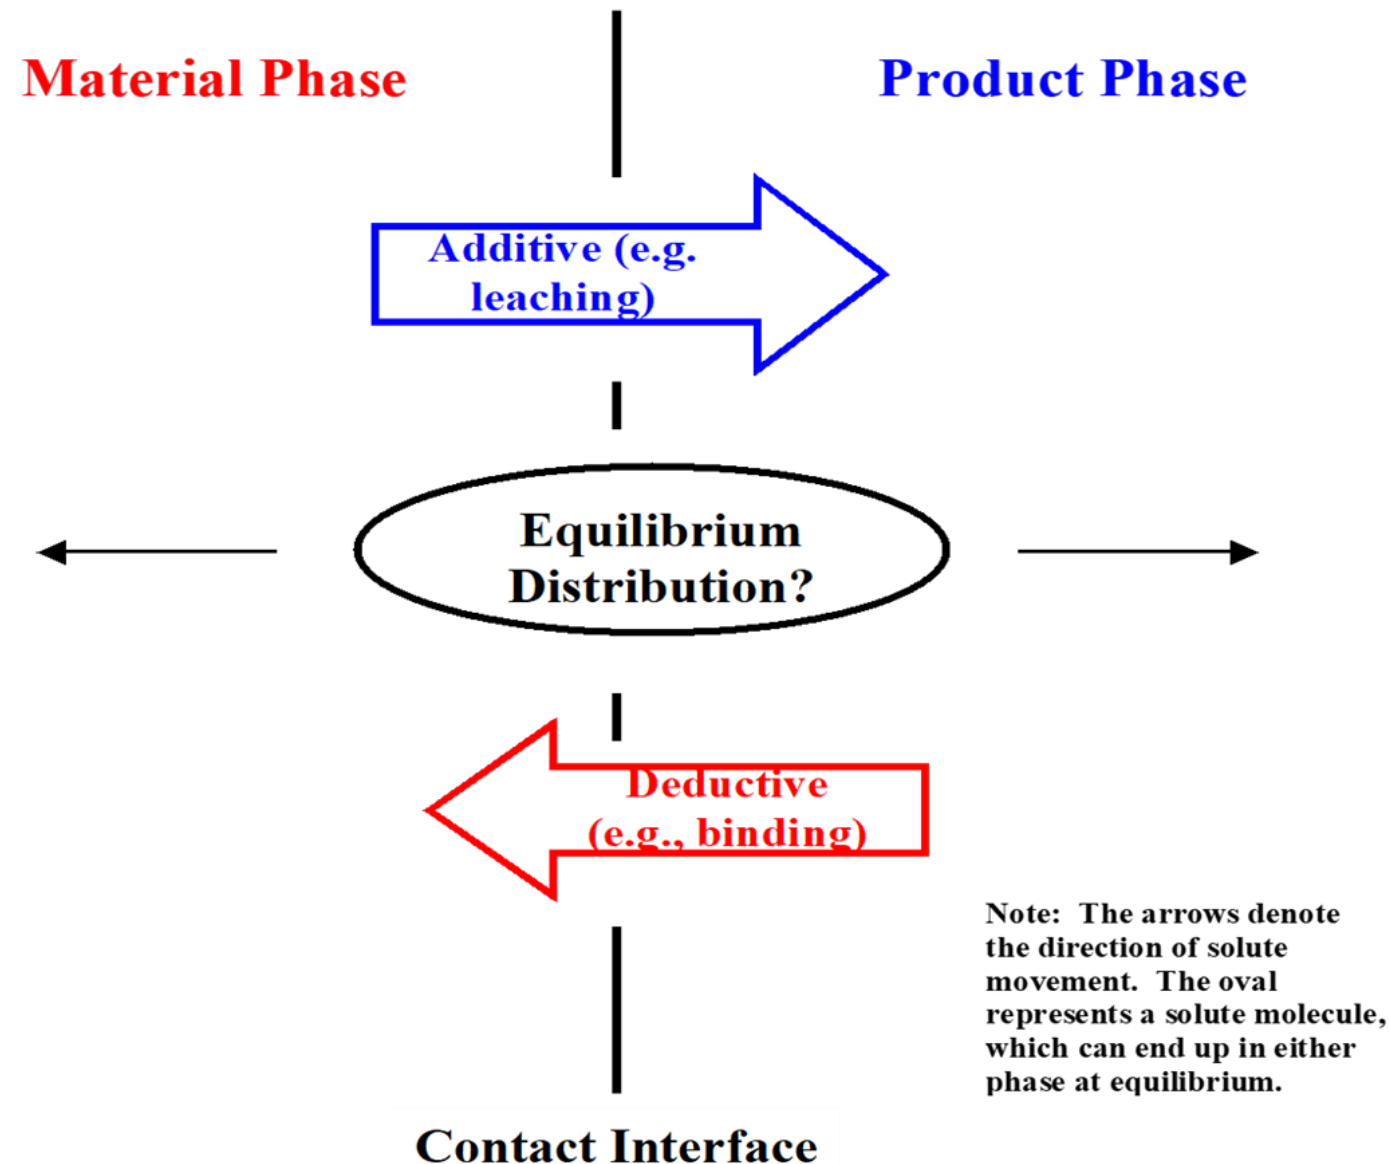 Material Phase
Product Phase
Additive (e.g.
leaching)
Equilibrium
Distribution?
Deductive
(e.g., binding)
Note:  The arrows denote
the direction of solute
movement.  The oval
represents a solute molecule,
which can end up in either
phase at equilibrium.
Contact Interface